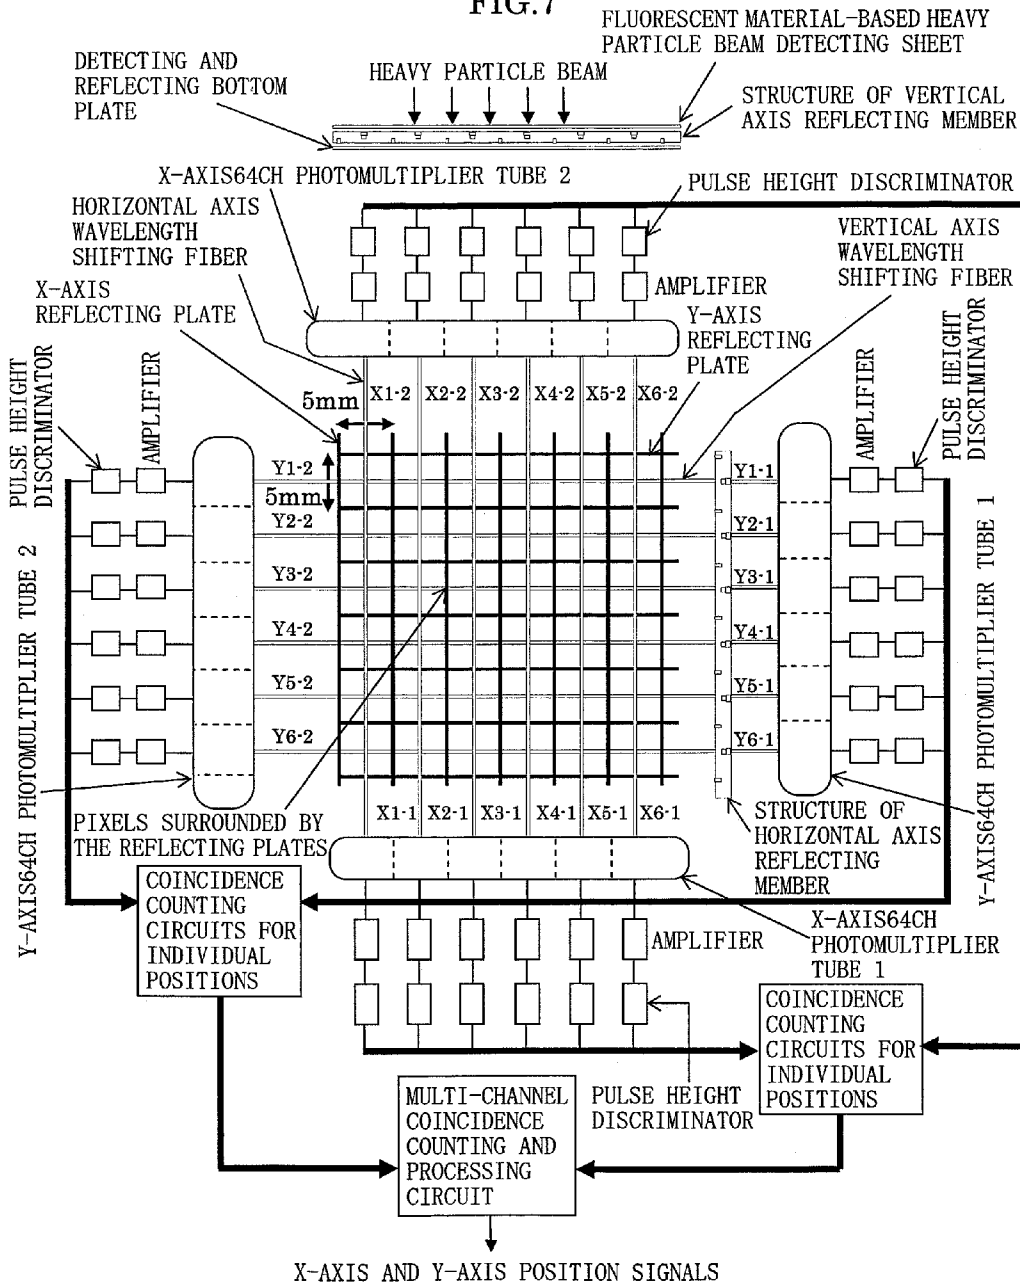 FIG.7
FLUORESCENT MATERIAL-BASED HEAVY
PARTICLE BEAM DETECTING SHEET
DETECTING AND
REFLECTING BOTTOM
PLATE
HEAVY PARTICLE BEAM
STRUCTURE OF VERTICAL
AXIS REFLECTING MEMBER
X-AXIS64CH PHOTOMULTIPLIER TUBE 2
PULSE HEIGHT DISCRIMINATOR
HORIZONTAL AXIS
WAVELENGTH
SHIFTING FIBER
VERTICAL AXIS
WAVELENGTH
SHIFTING FIBER
X-AXIS
REFLECTING PLATE
AMPLIFIER
Y-AXIS
REFLECTING
PLATE
PULSE HEIGHT
DISCRIMINATOR
AMPLIFIER
AMPLIFIER
PULSE HEIGHT
DISCRIMINATOR
X1-2 X2-2 X3-2 X4-2 X5-2 X6-2
5mm
5mm
Y1-2
Y2-2
Y3-2
Y4-2
Y5-2
Y6-2
Y1-1
Y2-1
Y3-1
Y4-1
Y5-1
Y6-1
Y-AXIS64CH PHOTOMULTIPLIER TUBE 2
Y-AXIS64CH PHOTOMULTIPLIER TUBE 1
X1-1 X2-1 X3-1 X4-1 X5-1 X6-1
PIXELS SURROUNDED BY
THE REFLECTING PLATES
STRUCTURE OF
HORIZONTAL AXIS
REFLECTING
MEMBER
COINCIDENCE
COUNTING
CIRCUITS FOR
INDIVIDUAL
POSITIONS
AMPLIFIER
X-AXIS64CH
PHOTOMULTIPLIER
TUBE 1
COINCIDENCE
COUNTING
CIRCUITS FOR
INDIVIDUAL
POSITIONS
PULSE HEIGHT
DISCRIMINATOR
MULTI-CHANNEL
COINCIDENCE
COUNTING AND
PROCESSING
CIRCUIT
X-AXIS AND Y-AXIS POSITION SIGNALS